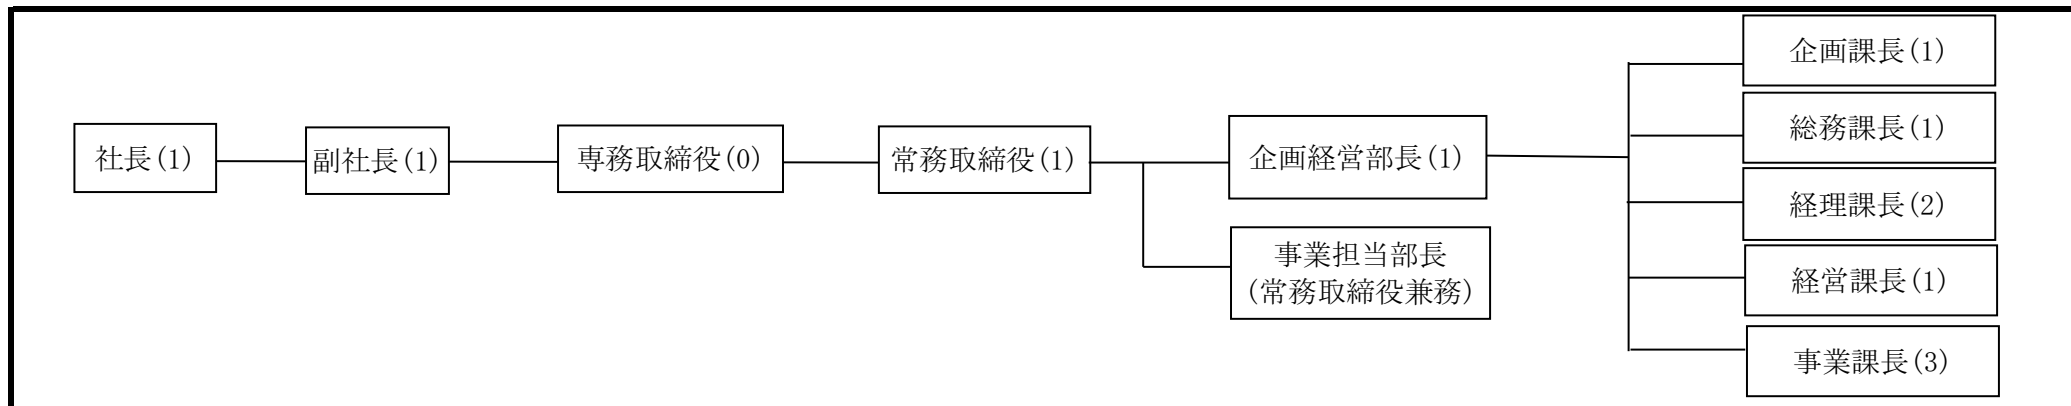 社長(1)
副社長(1)
専務取締役(0)
常務取締役(1)
企画経営部長(1)
事業担当部長
(常務取締役兼務)
企画課長(1)
総務課長(1)
経理課長(2)
経営課長(1)
事業課長(3)